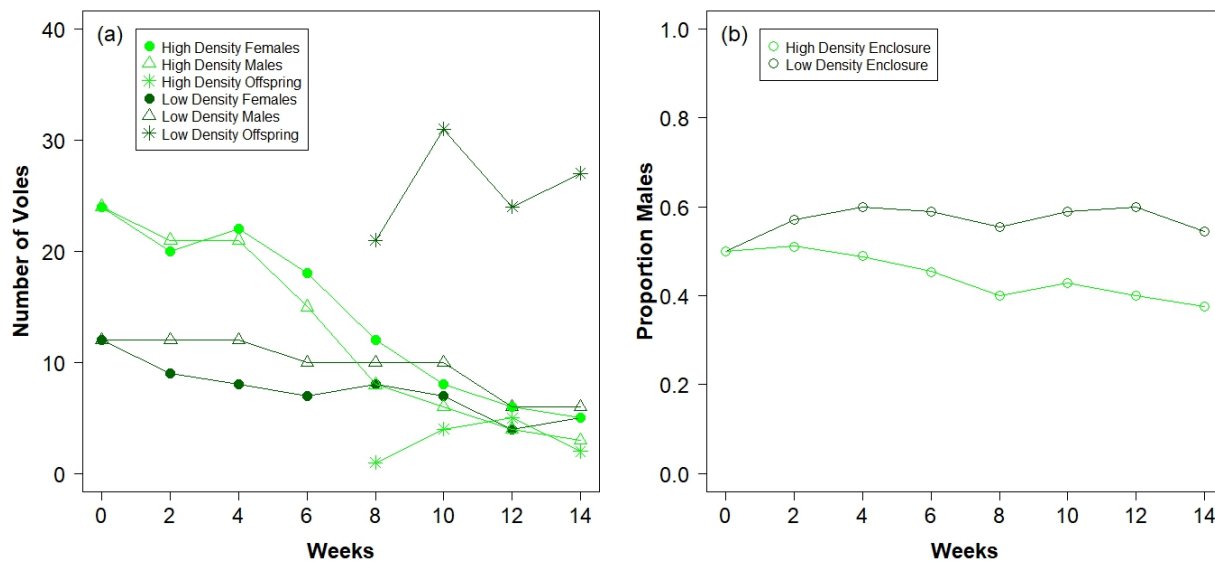 (a)
High Density Females
High Density Males
High Density Offspring
Low Density Females
Low Density Males
Low Density Offspring
40
30
20
10
0
Number of Voles
0 2 4 6 8 10 12 14
Weeks
(b)
High Density Enclosure
Low Density Enclosure
1.0
0.8
0.6
0.4
0.2
0.0
Proportion Males
0 2 4 6 8 10 12 14
Weeks